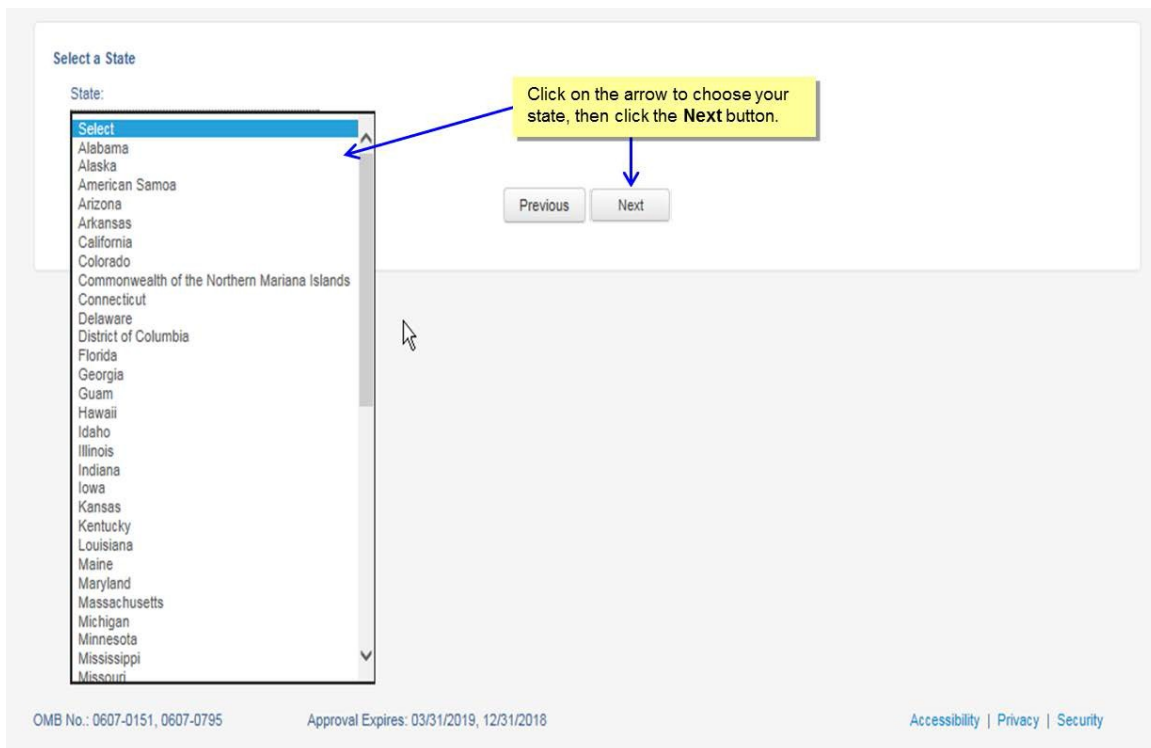 Select a State
State:
Click on the arrow to choose your
state, then click the Next button.
Select
Alabama
Alaska
American Samoa
Arizona
Arkansas
California
Colorado
Commonwealth of the Northern Mariana Islands
Connecticut
Delaware
District of Columbia
Florida
Georgia
Guam
Hawaii
Idaho
Illinois
Indiana
Iowa
Kansas
Kentucky
Louisiana
Maine
Maryland
Massachusetts
Michigan
Minnesota
Mississippi
Missouri
Previous Next
OMB No.: 0607-0151, 0607-0795 Approval Expires: 03/31/2019, 12/31/2018 Accessibility | Privacy | Security